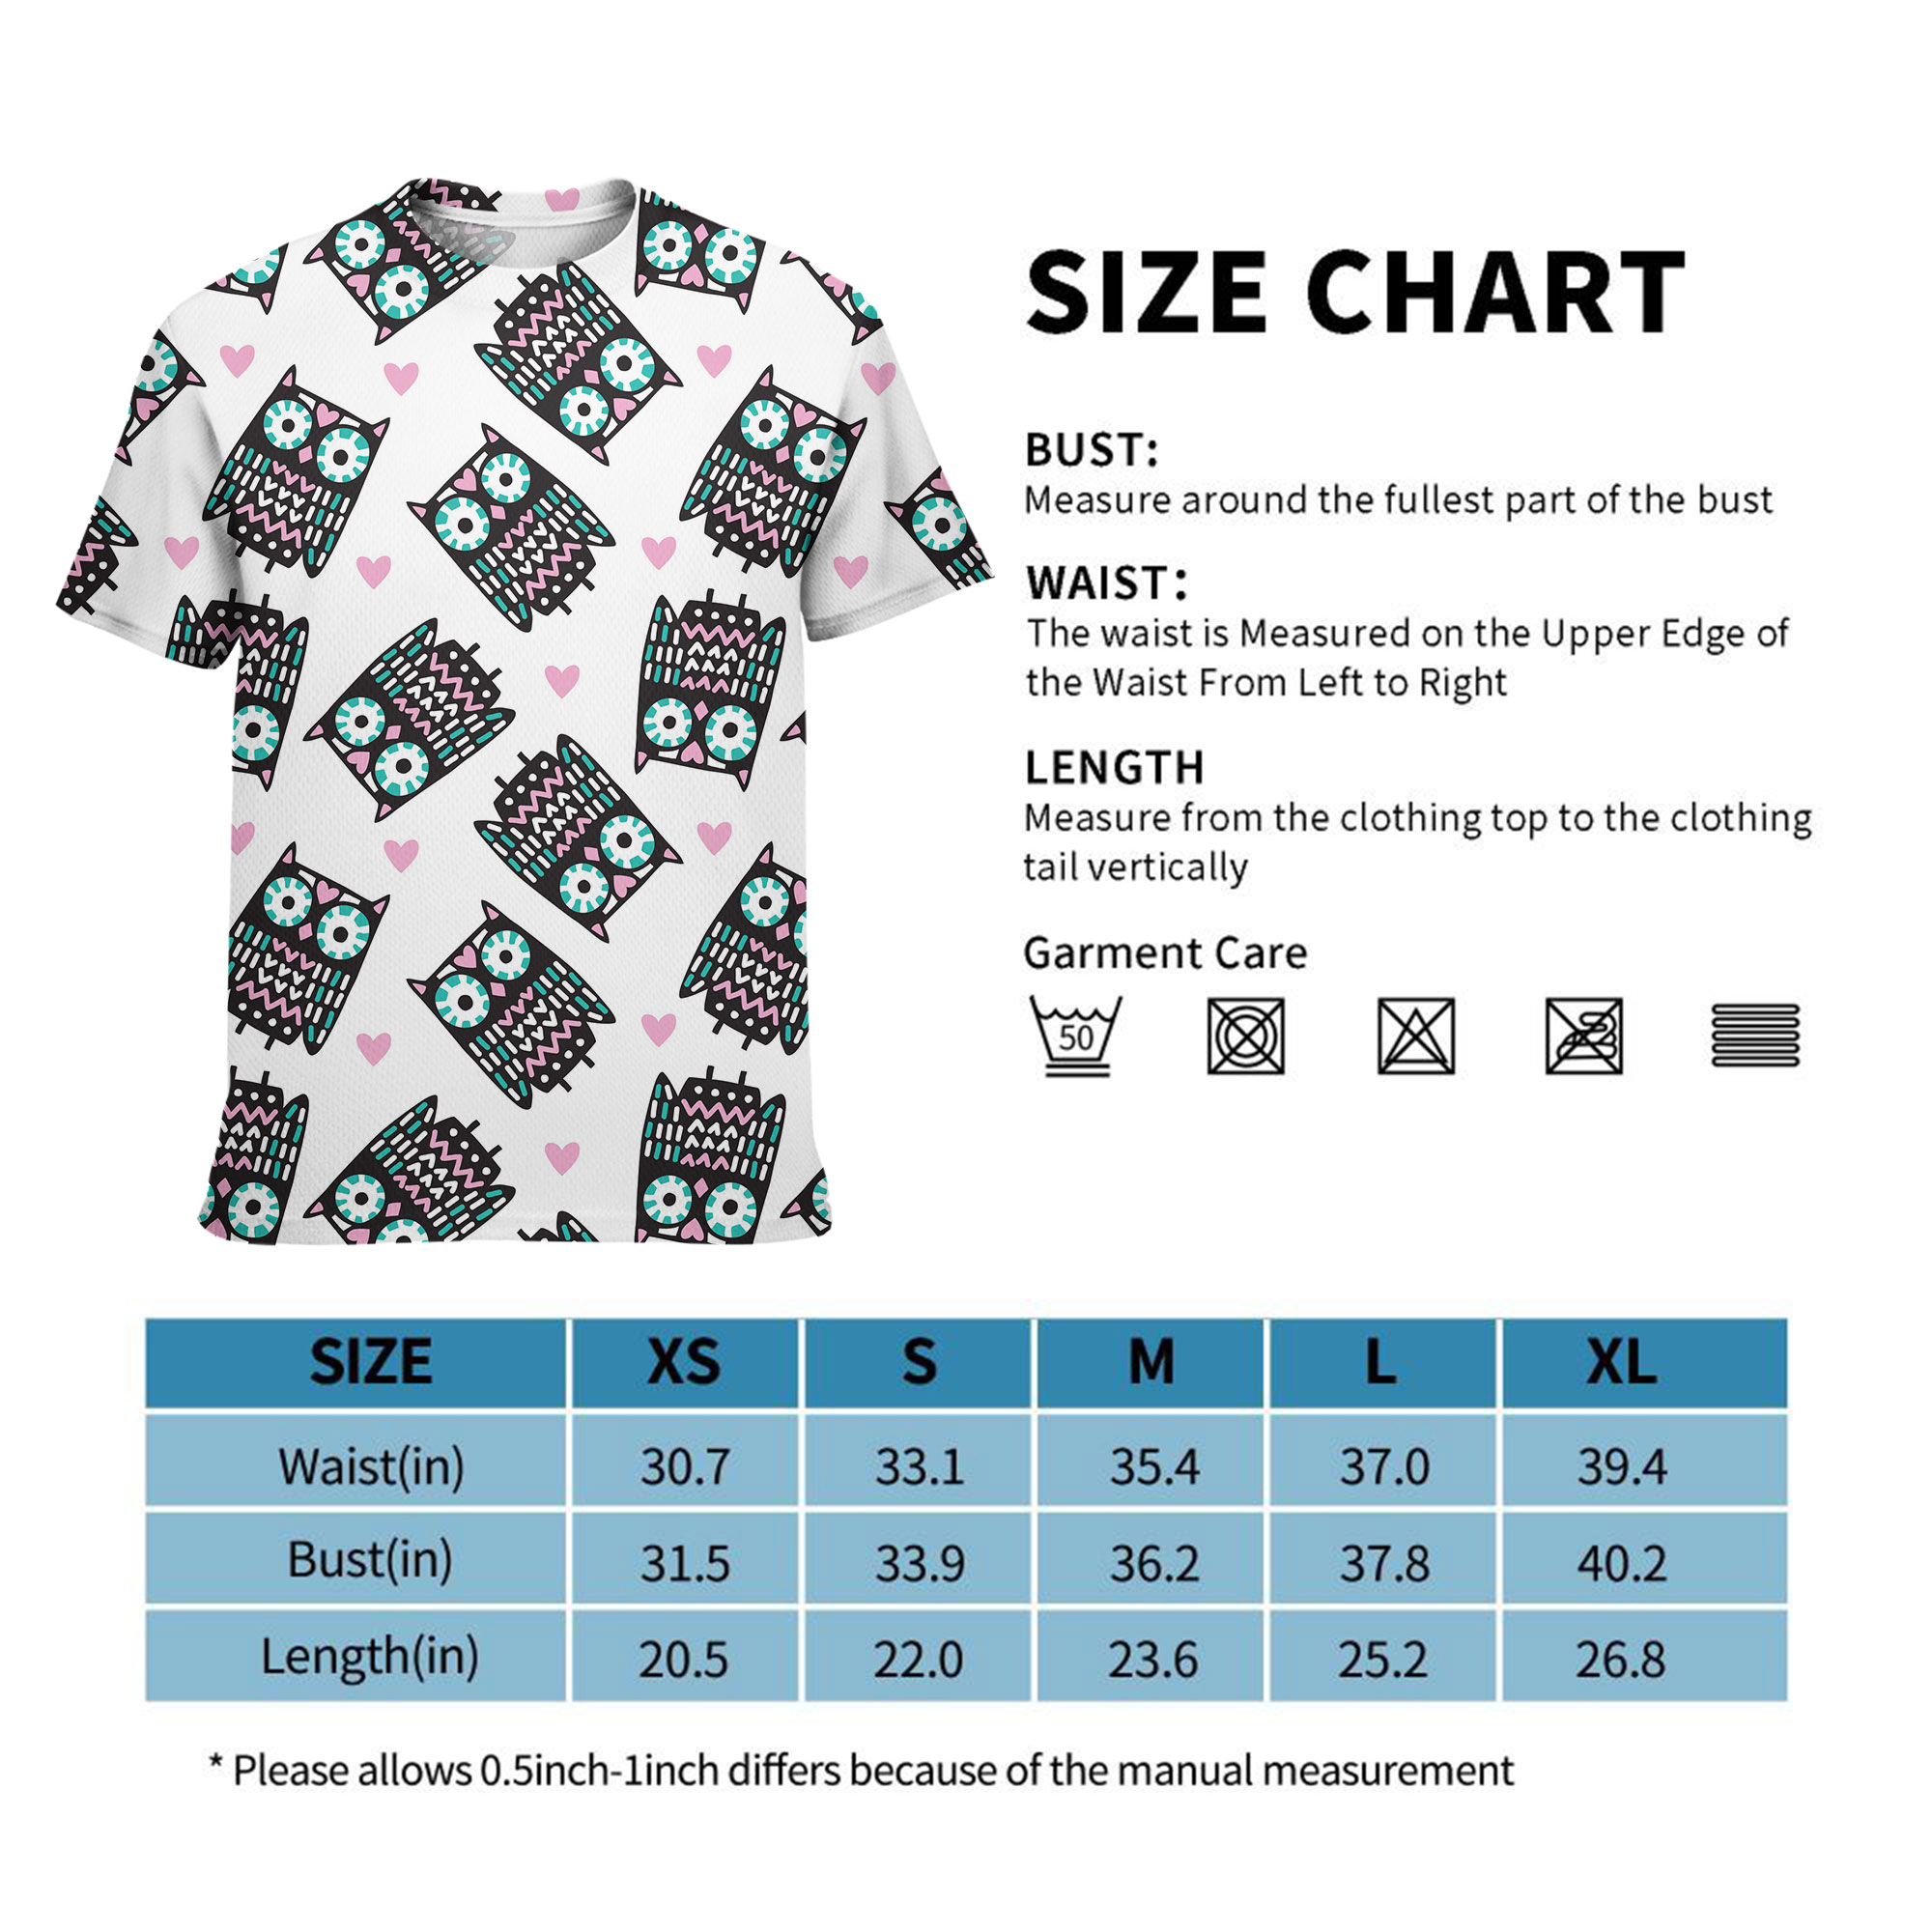 SIZE CHART
BUST:
Measure around the fullest part of the bust
WAIST:
The waist is Measured on the Upper Edge of
the Waist From Left to Right
LENGTH
Measure from the clothing top to the clothing
tail vertically
Garment Care
50
SIZE XS S M L XL
Waist(in) 30.7 33.1 35.4 37.0 39.4
Bust(in) 31.5 33.9 36.2 37.8 40.2
Length(in) 20.5 22.0 23.6 25.2 26.8
* Please allows 0.5inch-1inch differs because of the manual measurement